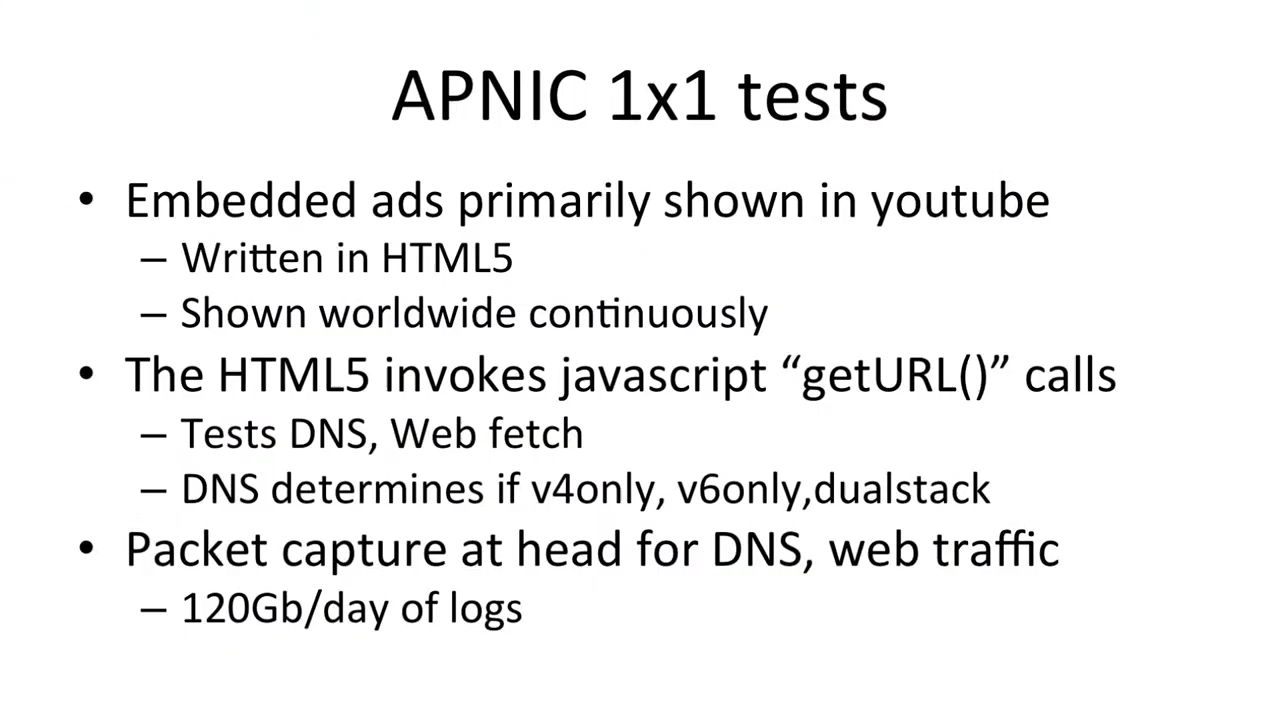 APNIC 1x1 tests
• Embedded ads primarily shown in youtube
– Written in HTML5
– Shown worldwide continuously
• The HTML5 invokes javascript “getURL()” calls
– Tests DNS, Web fetch
– DNS determines if v4only, v6only,dualstack
• Packet capture at head for DNS, web traffic
– 120Gb/day of logs